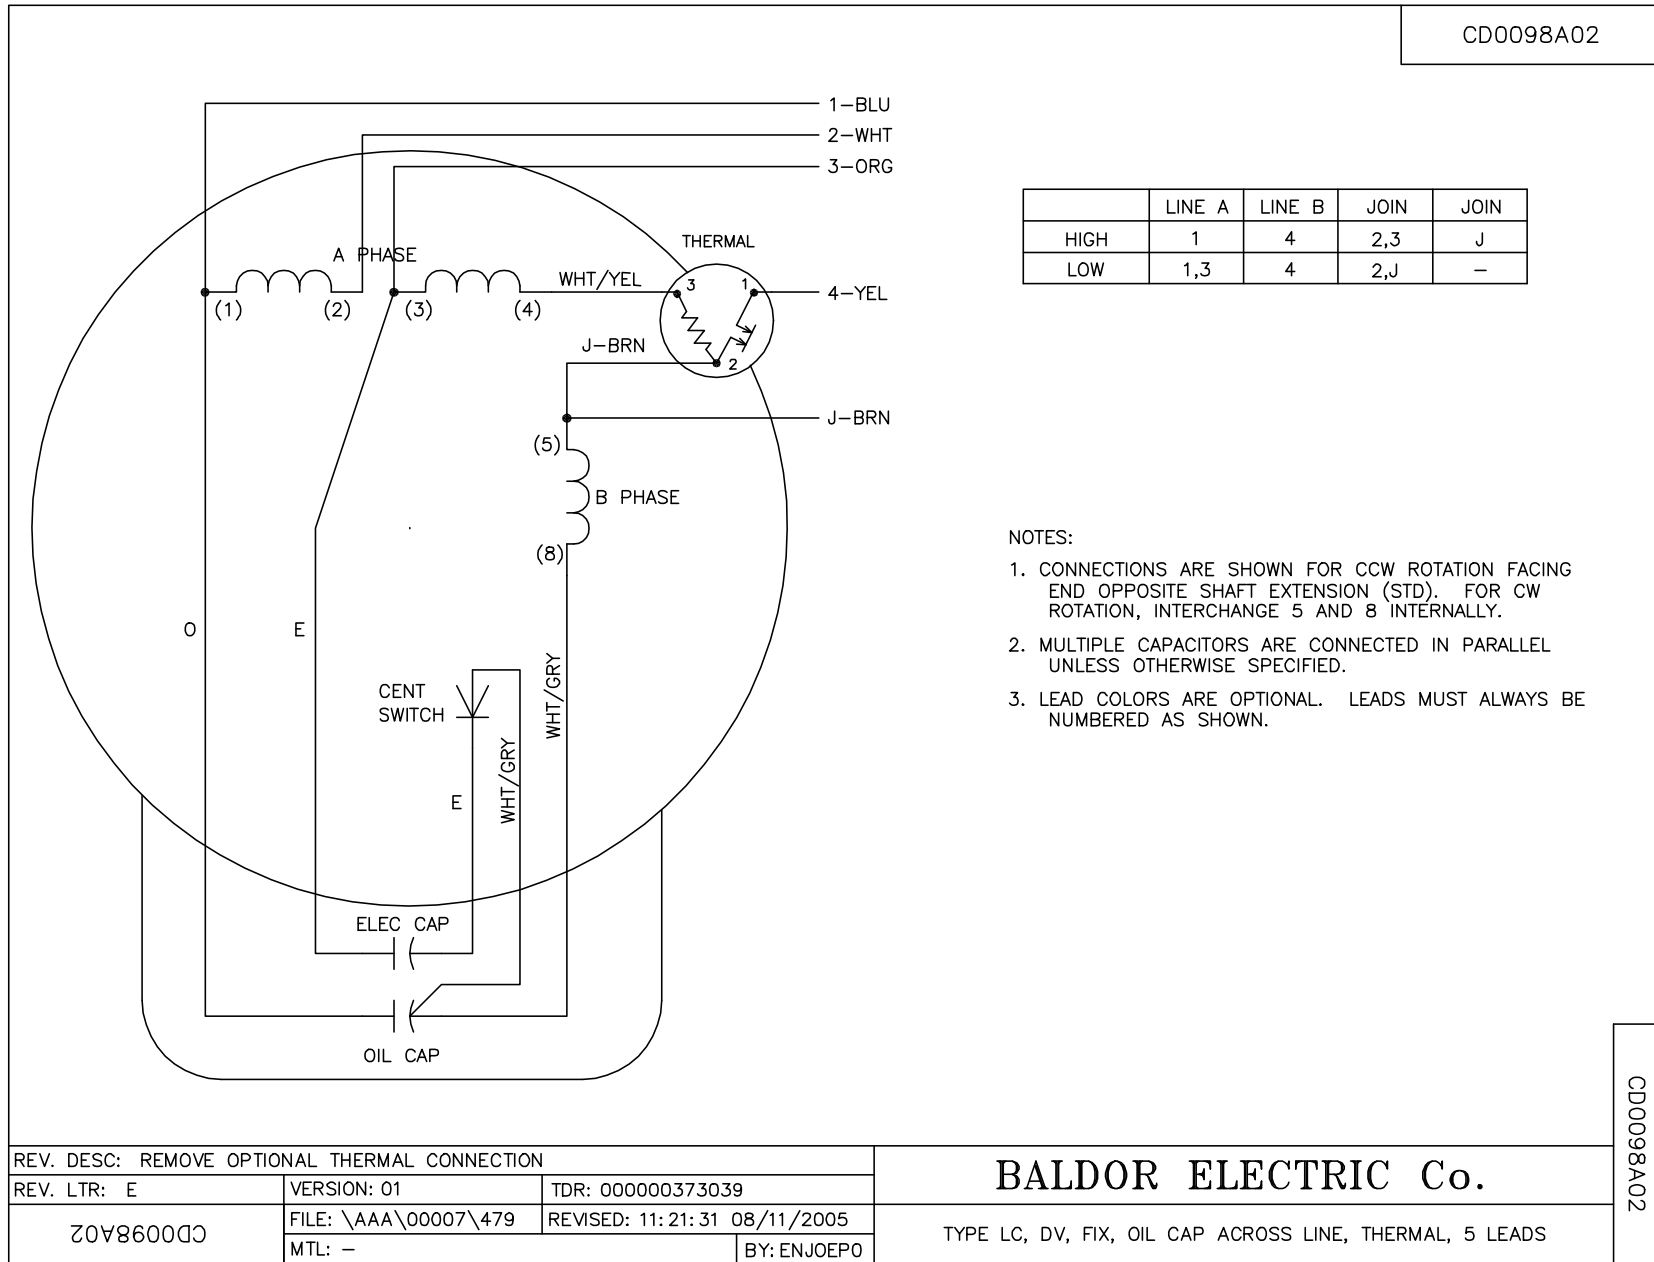 CD0098A02
1-BLU
2-WHT
3-ORG
A PHASE
THERMAL
WHT/YEL
3
1
4-YEL
(1)
(2)
(3)
(4)
J-BRN
2
J-BRN
(5)
B PHASE
(8)
O
E
CENT
SWITCH
WHT/GRY
WHT/GRY
E
ELEC CAP
OIL CAP
LINE A LINE B JOIN JOIN
HIGH 1 4 2,3 J
LOW 1,3 4 2,J -
NOTES:
1. CONNECTIONS ARE SHOWN FOR CCW ROTATION FACING
END OPPOSITE SHAFT EXTENSION (STD). FOR CW
ROTATION, INTERCHANGE 5 AND 8 INTERNALLY.
2. MULTIPLE CAPACITORS ARE CONNECTED IN PARALLEL
UNLESS OTHERWISE SPECIFIED.
3. LEAD COLORS ARE OPTIONAL. LEADS MUST ALWAYS BE
NUMBERED AS SHOWN.
CD0098A02
REV. DESC: REMOVE OPTIONAL THERMAL CONNECTION
REV. LTR: E
VERSION: 01
TDR: 000000373039
CD0098A02
FILE: \AAA\00007\479
REVISED: 11:21:31 08/11/2005
MTL: -
BY: ENJOEPO
BALDOR ELECTRIC Co.
TYPE LC, DV, FIX, OIL CAP ACROSS LINE, THERMAL, 5 LEADS